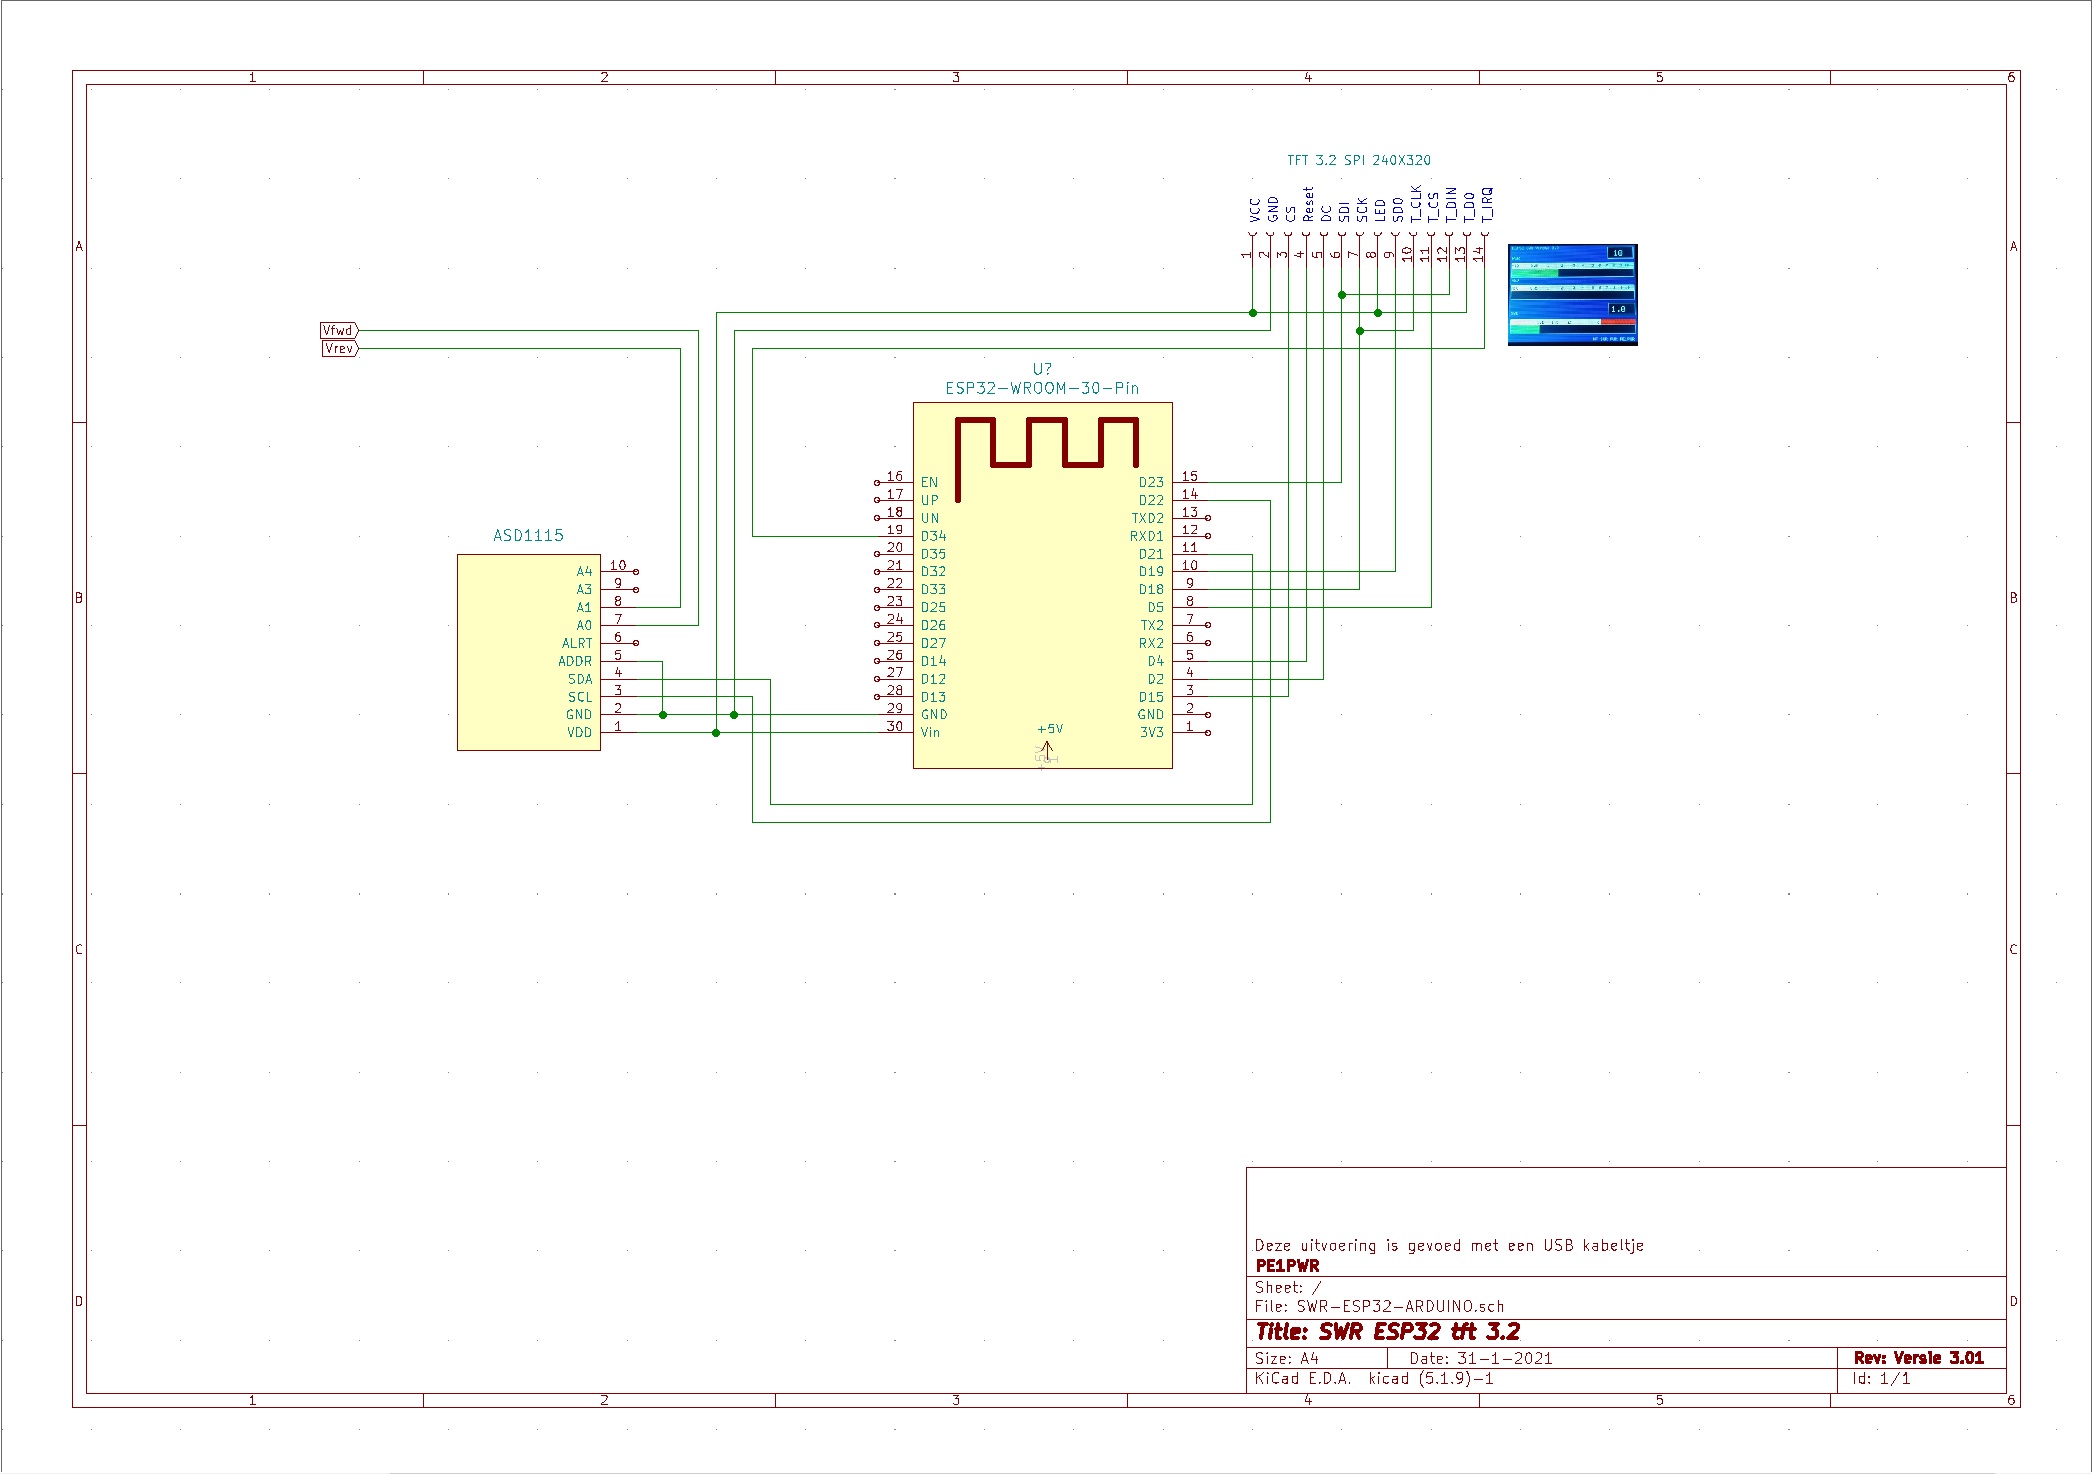 1 2 3 4 5 6
TFT 3.2 SPI 240X320
VCC GND CS Reset DC SDI SCK LED SDO T_CLK T_CS T_DIN T_DO T_IRQ
1 2 3 4 5 6 7 8 9 10 11 12 13 14
A A
10
1.0
Vfwd
Vrev
U?
ESP32-WROOM-30-Pin
16 EN D23 15
17 UP D22 14
18 UN TXD2 13
19 D34 RXD1 12
20 D35 D21 11
21 D32 D19 10
22 D33 D18 9
23 D25 D5 8
24 D26 TX2 7
25 D27 RX2 6
26 D14 D4 5
27 D12 D2 4
28 D13 D15 3
29 GND GND 2
30 Vin 3V3 1
+5V
ASD1115
A4 10
A3 9
A1 8
A0 7
ALRT 6
ADDR 5
SDA 4
SCL 3
GND 2
VDD 1
B B
C C
Deze uitvoering is gevoed met een USB kabeltje
PE1PWR
Sheet: /
File: SWR-ESP32-ARDUINO.sch
Title: SWR ESP32 tft 3.2
Size: A4 Date: 31-1-2021 Rev: Versie 3.01
KiCad E.D.A. kicad (5.1.9)-1 Id: 1/1
D D
1 2 3 4 5 6